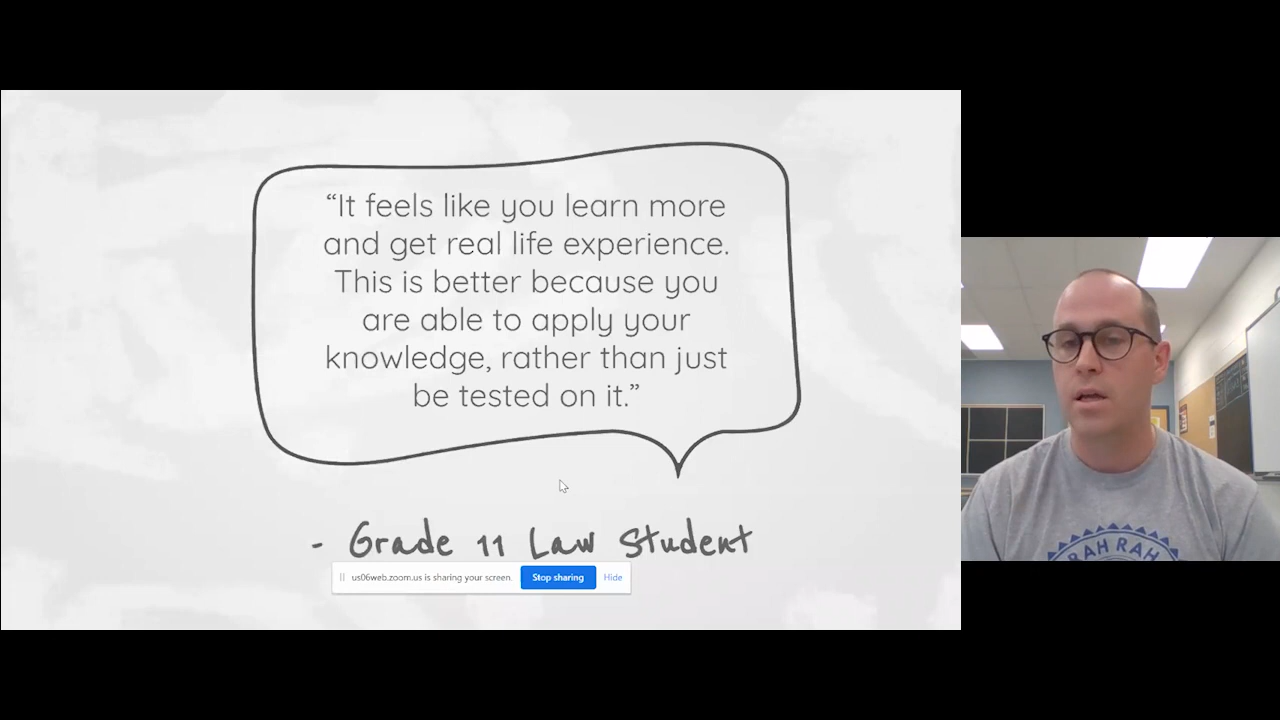 “It feels like you learn more
and get real life experience.
This is better because you
are able to apply your
knowledge, rather than just
be tested on it.”
- Grade 11 Law Student
us06web.zoom.us is sharing your screen.
Stop sharing
Hide
RAH RAH